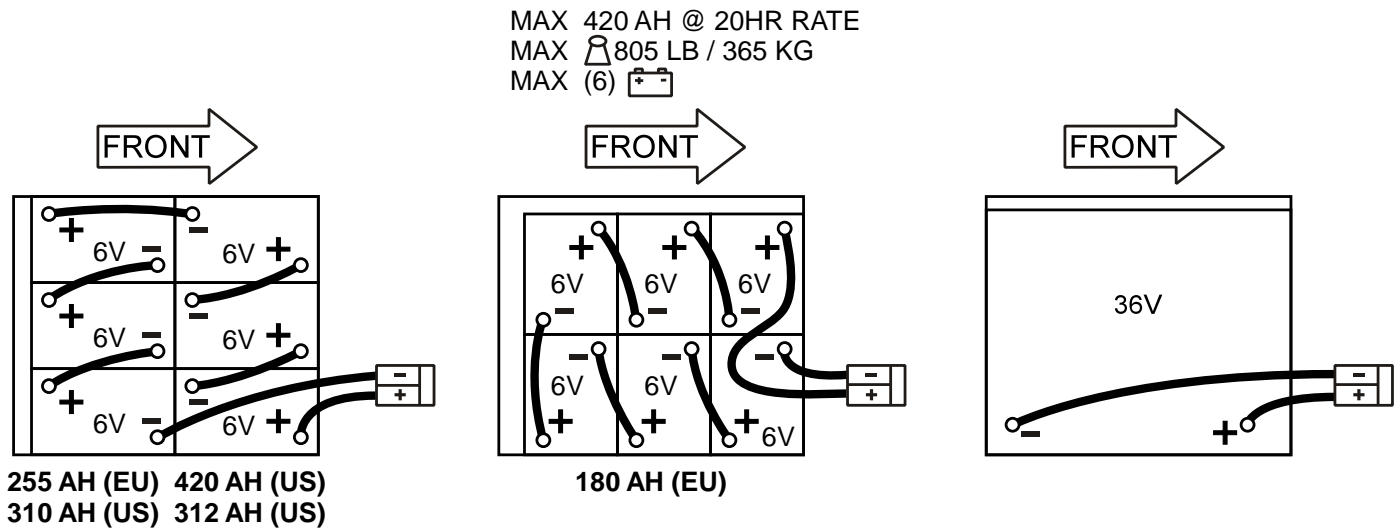 MAX 420 AH @ 20HR RATE
MAX 805 LB / 365 KG
MAX (6) + -
FRONT
FRONT
FRONT
+ 6V - - 6V +
+ 6V - - 6V +
+ 6V - - 6V +
-
+
255 AH (EU) 420 AH (US)
310 AH (US) 312 AH (US)
+ + +
6V 6V 6V
- - -
- - -
6V 6V
+ + + 6V
-
+
180 AH (EU)
36V
- +
-
+